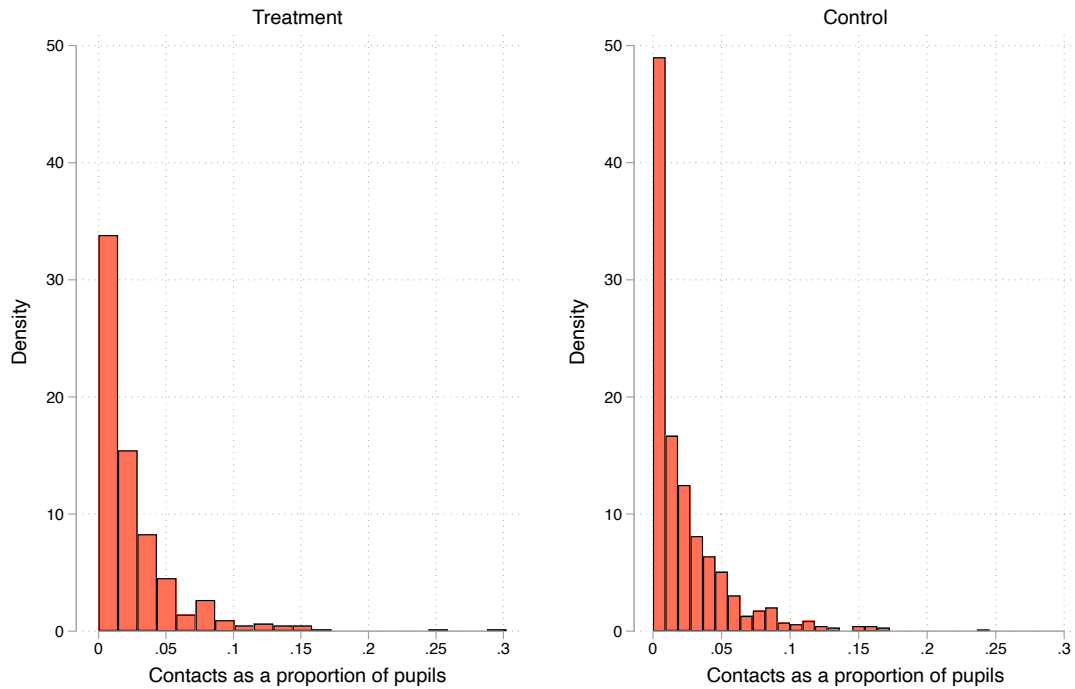 Treatment
50
40
30
20
10
0
Density
0 .05 .1 .15 .2 .25 .3
Contacts as a proportion of pupils
Control
50
40
30
20
10
0
Density
0 .05 .1 .15 .2 .25 .3
Contacts as a proportion of pupils